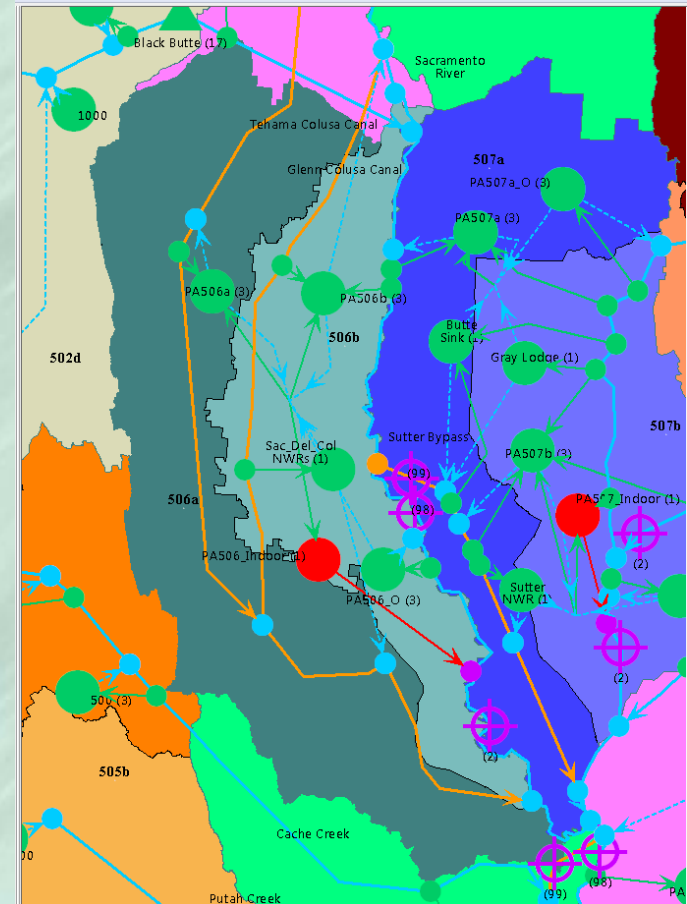 Black Butte (17)
Sacramento
River
1000
Tehama Colusa Canal
507a
Glenn Colusa Canal
PA507a_O (3)
PA507a (3)
PA506a (3)
PA506b (3)
Butte
Sink (1)
506b
502d
Gray Lodge (1)
507b
Sutter Bypass
Sac_Del_Col
NWRs (1)
PA507b (3)
(99)
506a
(98)
_Indoor (1)
PA506_Indoor
(2)
Sutter
NWR (1
PA506_O (3)
(2)
(3)
(2)
505b
Cache Creek
(98)
(99)
Putah Creek
PA